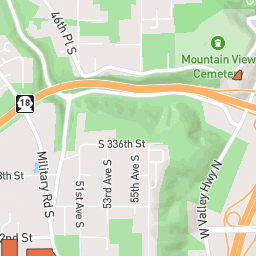 46th Pl S
Mountain View
Cemetery
18
S 336th St
Military Rd S
51st Ave S
53rd Ave S
55th Ave S
W Valley Hwy N
8th St
2nd St